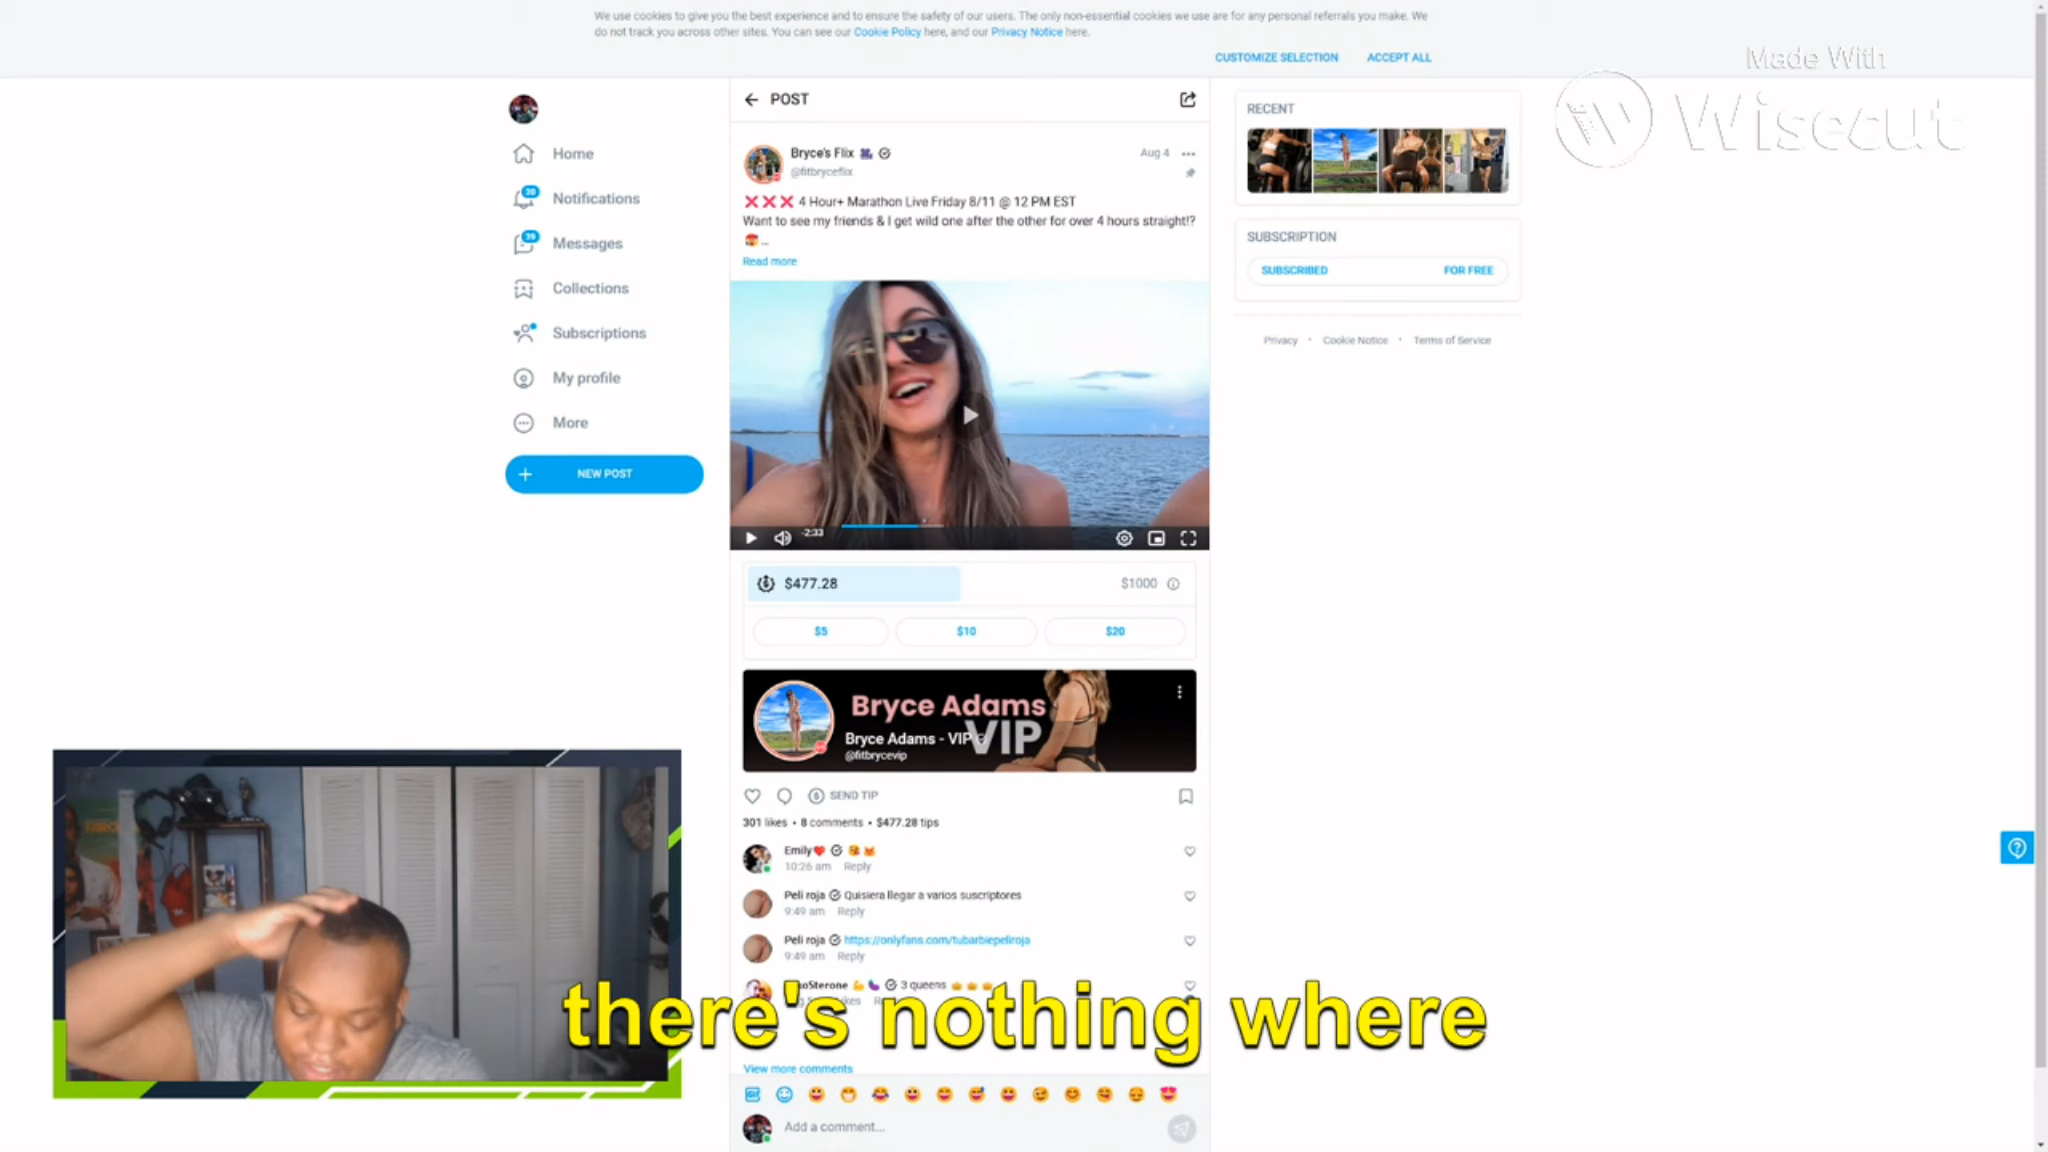 We use cookies to give you the best experience and to ensure the safety of our users. The only non-essential cookies we use are for any personal referrals you make. We
do not track you across other sites. You can see our Cookie Policy here, and our Privacy Notice here.
CUSTOMIZE SELECTION ACCEPT ALL
Made With
Wisecut
Home
Notifications
Messages
Collections
Subscriptions
My profile
More
NEW POST
POST
Bryce's Flix
@fitbryceflix
Aug 4
4 Hour+ Marathon Live Friday 8/11 @ 12 PM EST
Want to see my friends & I get wild one after the other for over 4 hours straight!?
...
Read more
-2:33
$477.28 $1000
$5 $10 $20
Bryce Adams
VIP
Bryce Adams - VIP
@fitbrycevip
SEND TIP
301 likes • 8 comments • $477.28 tips
Emily
10:26 am Reply
Peli roja Quisiera llegar a varios suscriptores
9:49 am Reply
Peli roja https://onlyfans.com/tubarbiepeliroja
9:49 am Reply
3 queens
there's nothing where
View more comments
Add a comment...
RECENT
SUBSCRIPTION
SUBSCRIBED FOR FREE
Privacy • Cookie Notice • Terms of Service